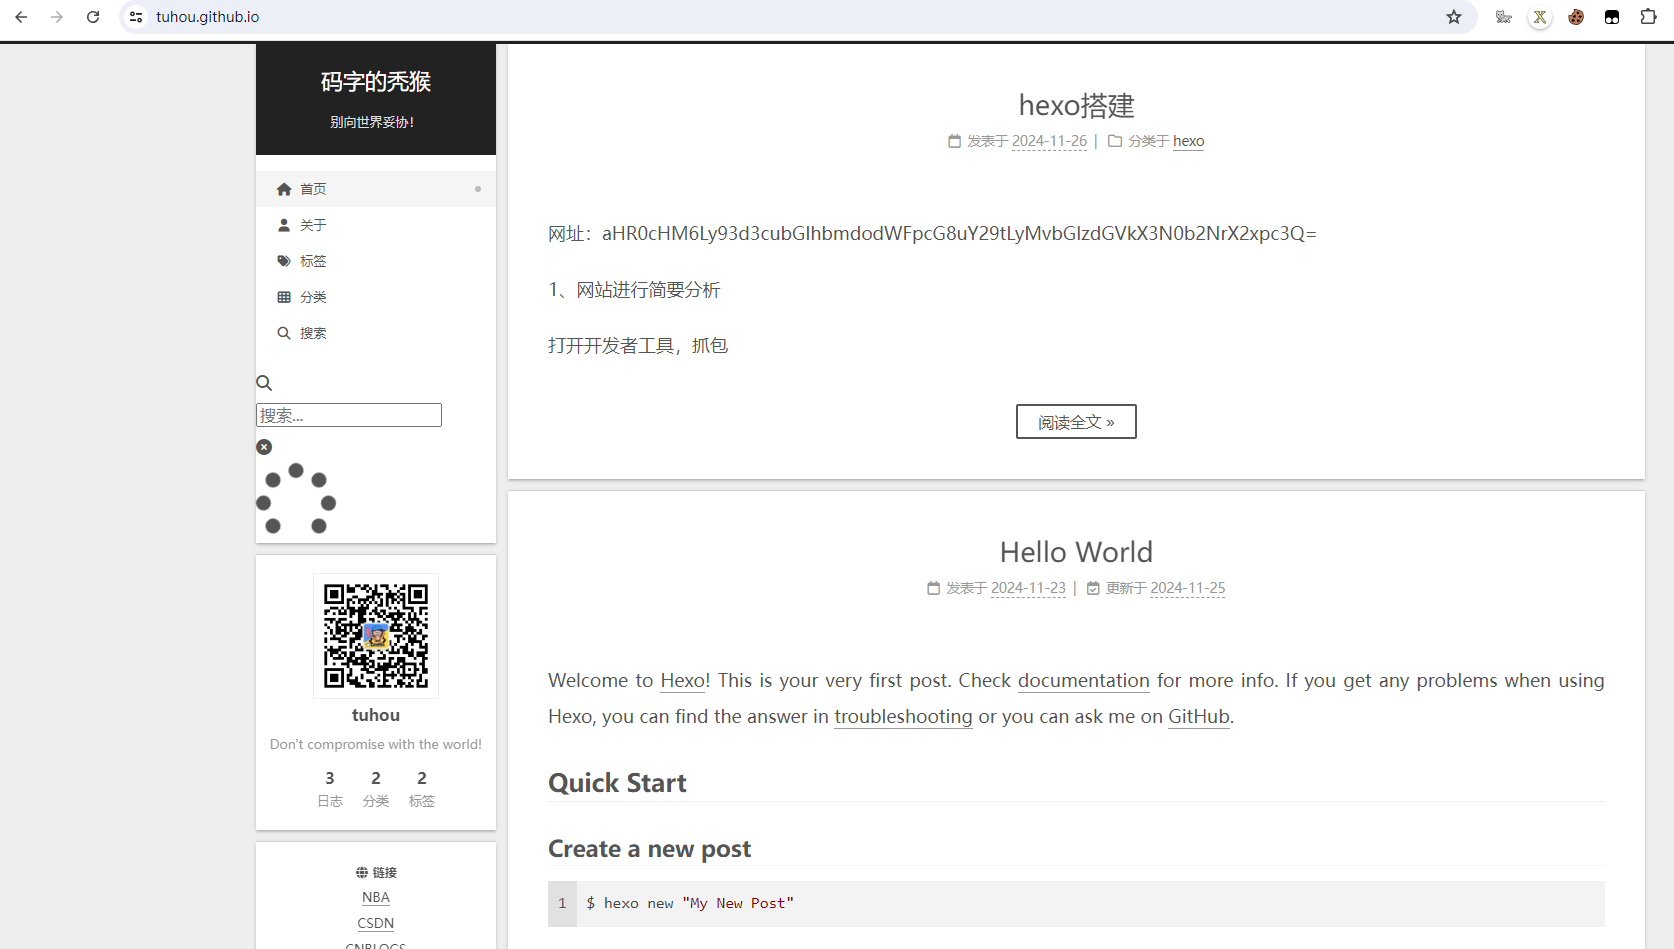 tuhou.github.io
码字的秃猴
别向世界妥协！
首页
关于
标签
分类
搜索
搜索...
tuhou
Don't compromise with the world!
3 2 2
日志 分类 标签
链接
NBA
CSDN
CNBLOGS
hexo搭建
发表于 2024-11-26 | 分类于 hexo
网址：aHR0cHM6Ly93d3cubGlhbmdodWFpcG8uY29tLyMvbGlzdGVkX3N0b2NrX2xpc3Q=
1、网站进行简要分析
打开开发者工具，抓包
阅读全文 »
Hello World
发表于 2024-11-23 | 更新于 2024-11-25
Welcome to Hexo! This is your very first post. Check documentation for more info. If you get any problems when using
Hexo, you can find the answer in troubleshooting or you can ask me on GitHub.
Quick Start
Create a new post
1 $ hexo new "My New Post"